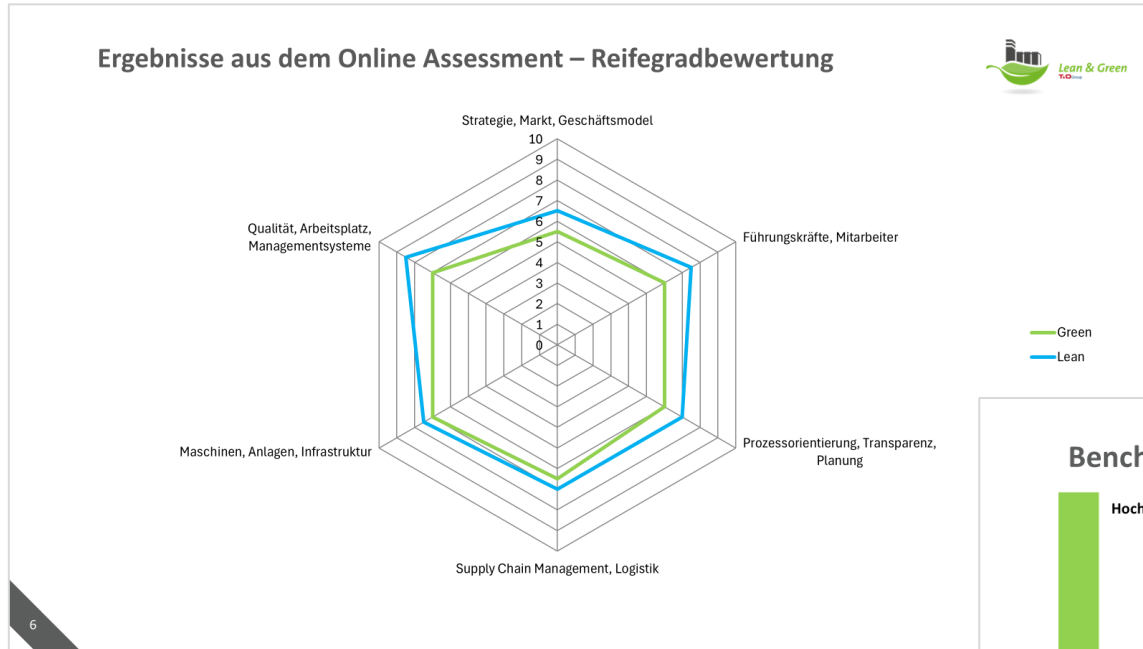 Ergebnisse aus dem Online Assessment – Reifegradbewertung
Lean & Green
Strategie, Markt, Geschäftsmodel
10
9
8
7
6
5
4
3
2
1
0
Qualität, Arbeitsplatz,
Managementsysteme
Führungskräfte, Mitarbeiter
Green
Lean
Maschinen, Anlagen, Infrastruktur
Prozessorientierung, Transparenz,
Planung
Supply Chain Management, Logistik
Bench
Hoch
6